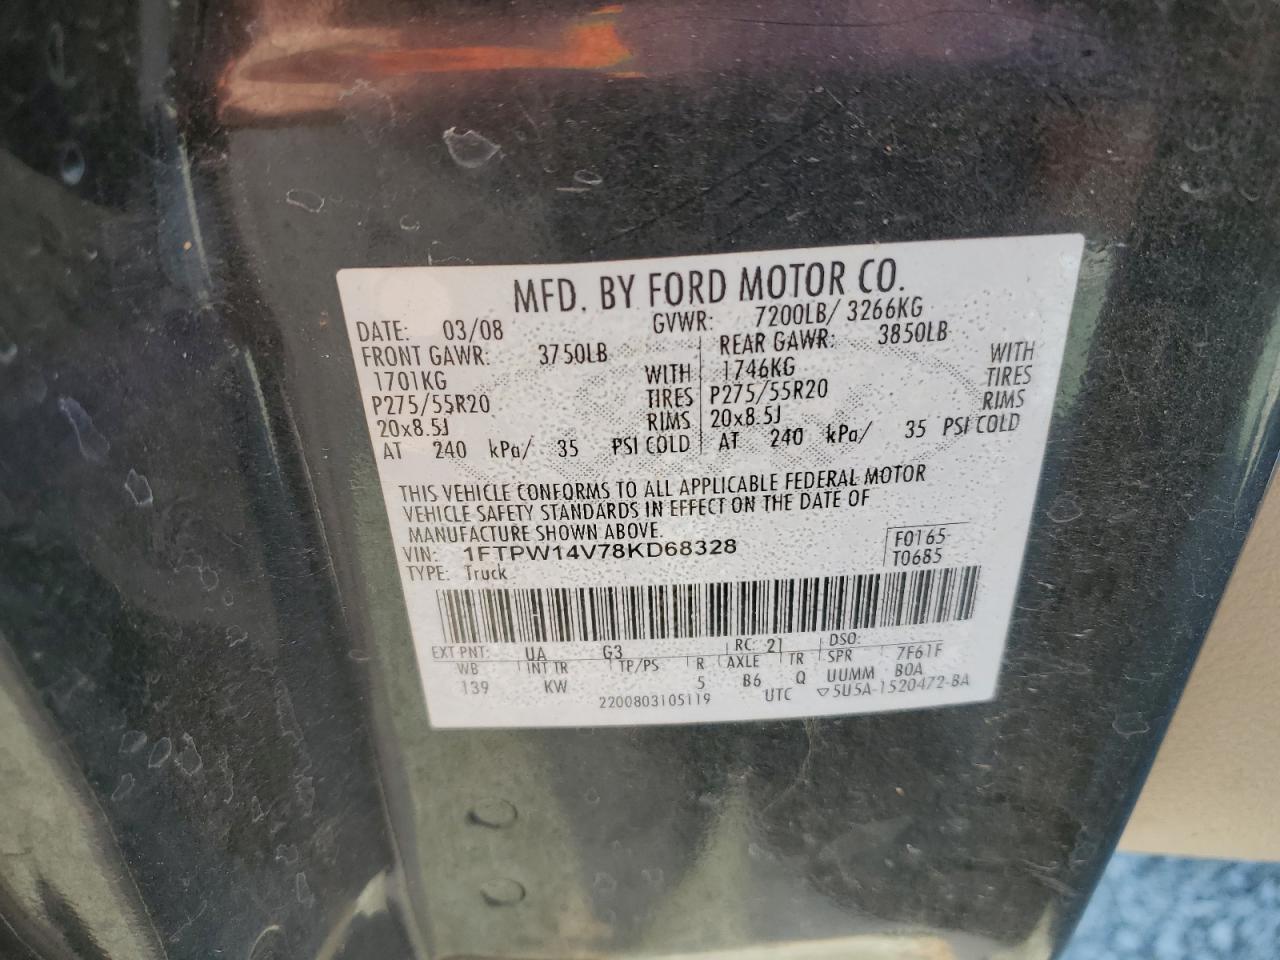 MFD. BY FORD MOTOR CO.
DATE: 03/08 GVWR: 7200LB/ 3266KG
FRONT GAWR: 3750LB REAR GAWR: 3850LB
1701KG WITH 1746KG WITH
P275/55R20 TIRES P275/55R20 TIRES
20x8.5J RIMS 20x8.5J RIMS
AT 240 kPa/ 35 PSI COLD AT 240 kPa/ 35 PSI COLD
THIS VEHICLE CONFORMS TO ALL APPLICABLE FEDERAL MOTOR
VEHICLE SAFETY STANDARDS IN EFFECT ON THE DATE OF
MANUFACTURE SHOWN ABOVE.
VIN: 1FTPW14V78KD68328 F0165
TYPE: Truck T0685
EXT PNT: UA G3 RC: 21 DSO:
WB INT TR TP/PS R AXLE TR SPR 7F61F
139 KW 5 B6 Q UUMM BOA
2200803105119 UTC ▽5U5A-1520472-BA